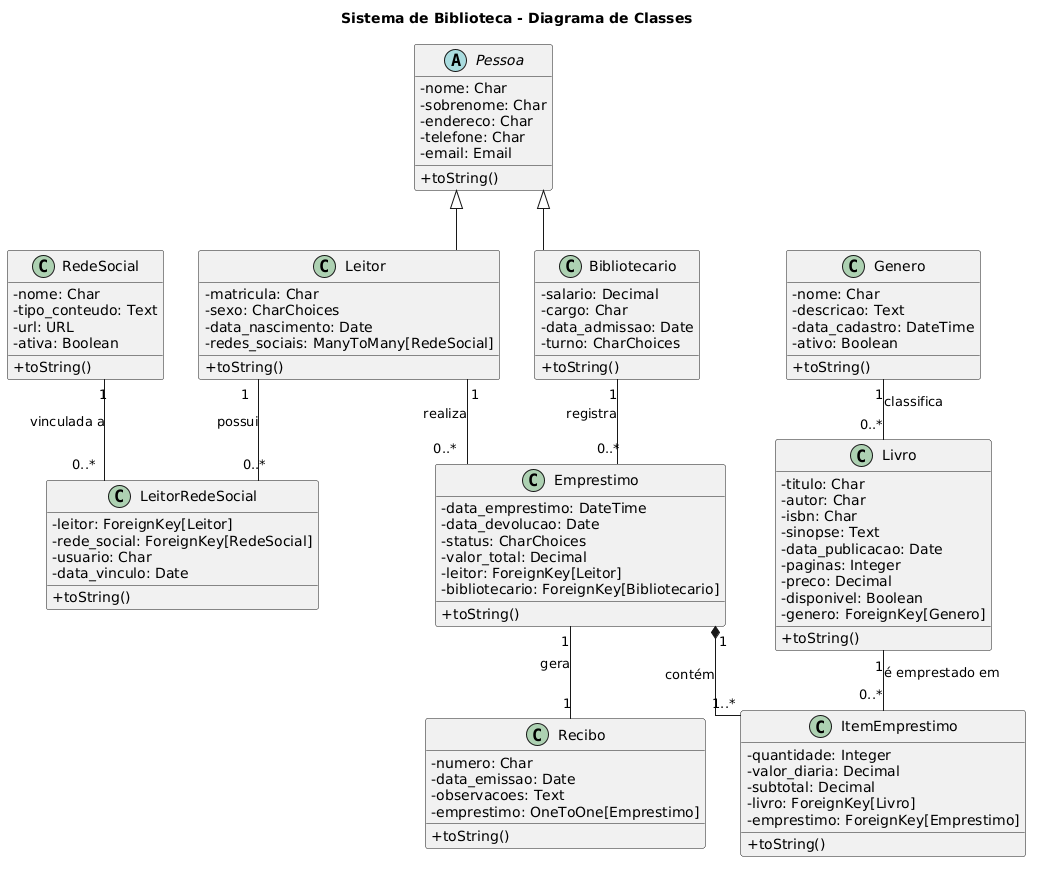 Sistema de Biblioteca - Diagrama de Classes
A Pessoa
-nome: Char
-sobrenome: Char
-endereco: Char
-telefone: Char
-email: Email
+toString()
C RedeSocial
-nome: Char
-tipo_conteudo: Text
-url: URL
-ativa: Boolean
+toString()
C Leitor
-matricula: Char
-sexo: CharChoices
-data_nascimento: Date
-redes_sociais: ManyToMany[RedeSocial]
+toString()
C Bibliotecario
-salario: Decimal
-cargo: Char
-data_admissao: Date
-turno: CharChoices
+toString()
C Genero
-nome: Char
-descricao: Text
-data_cadastro: DateTime
-ativo: Boolean
+toString()
1
vinculada a
0..*
1
possui
0..*
1
realiza
0..*
1
registra
0..*
1
classifica
0..*
C LeitorRedeSocial
-leitor: ForeignKey[Leitor]
-rede_social: ForeignKey[RedeSocial]
-usuario: Char
-data_vinculo: Date
+toString()
C Emprestimo
-data_emprestimo: DateTime
-data_devolucao: Date
-status: CharChoices
-valor_total: Decimal
-leitor: ForeignKey[Leitor]
-bibliotecario: ForeignKey[Bibliotecario]
+toString()
C Livro
-titulo: Char
-autor: Char
-isbn: Char
-sinopse: Text
-data_publicacao: Date
-paginas: Integer
-preco: Decimal
-disponivel: Boolean
-genero: ForeignKey[Genero]
+toString()
1
gera
1
1
contém
1..*
1
é emprestado em
0..*
C Recibo
-numero: Char
-data_emissao: Date
-observacoes: Text
-emprestimo: OneToOne[Emprestimo]
+toString()
C ItemEmprestimo
-quantidade: Integer
-valor_diaria: Decimal
-subtotal: Decimal
-livro: ForeignKey[Livro]
-emprestimo: ForeignKey[Emprestimo]
+toString()